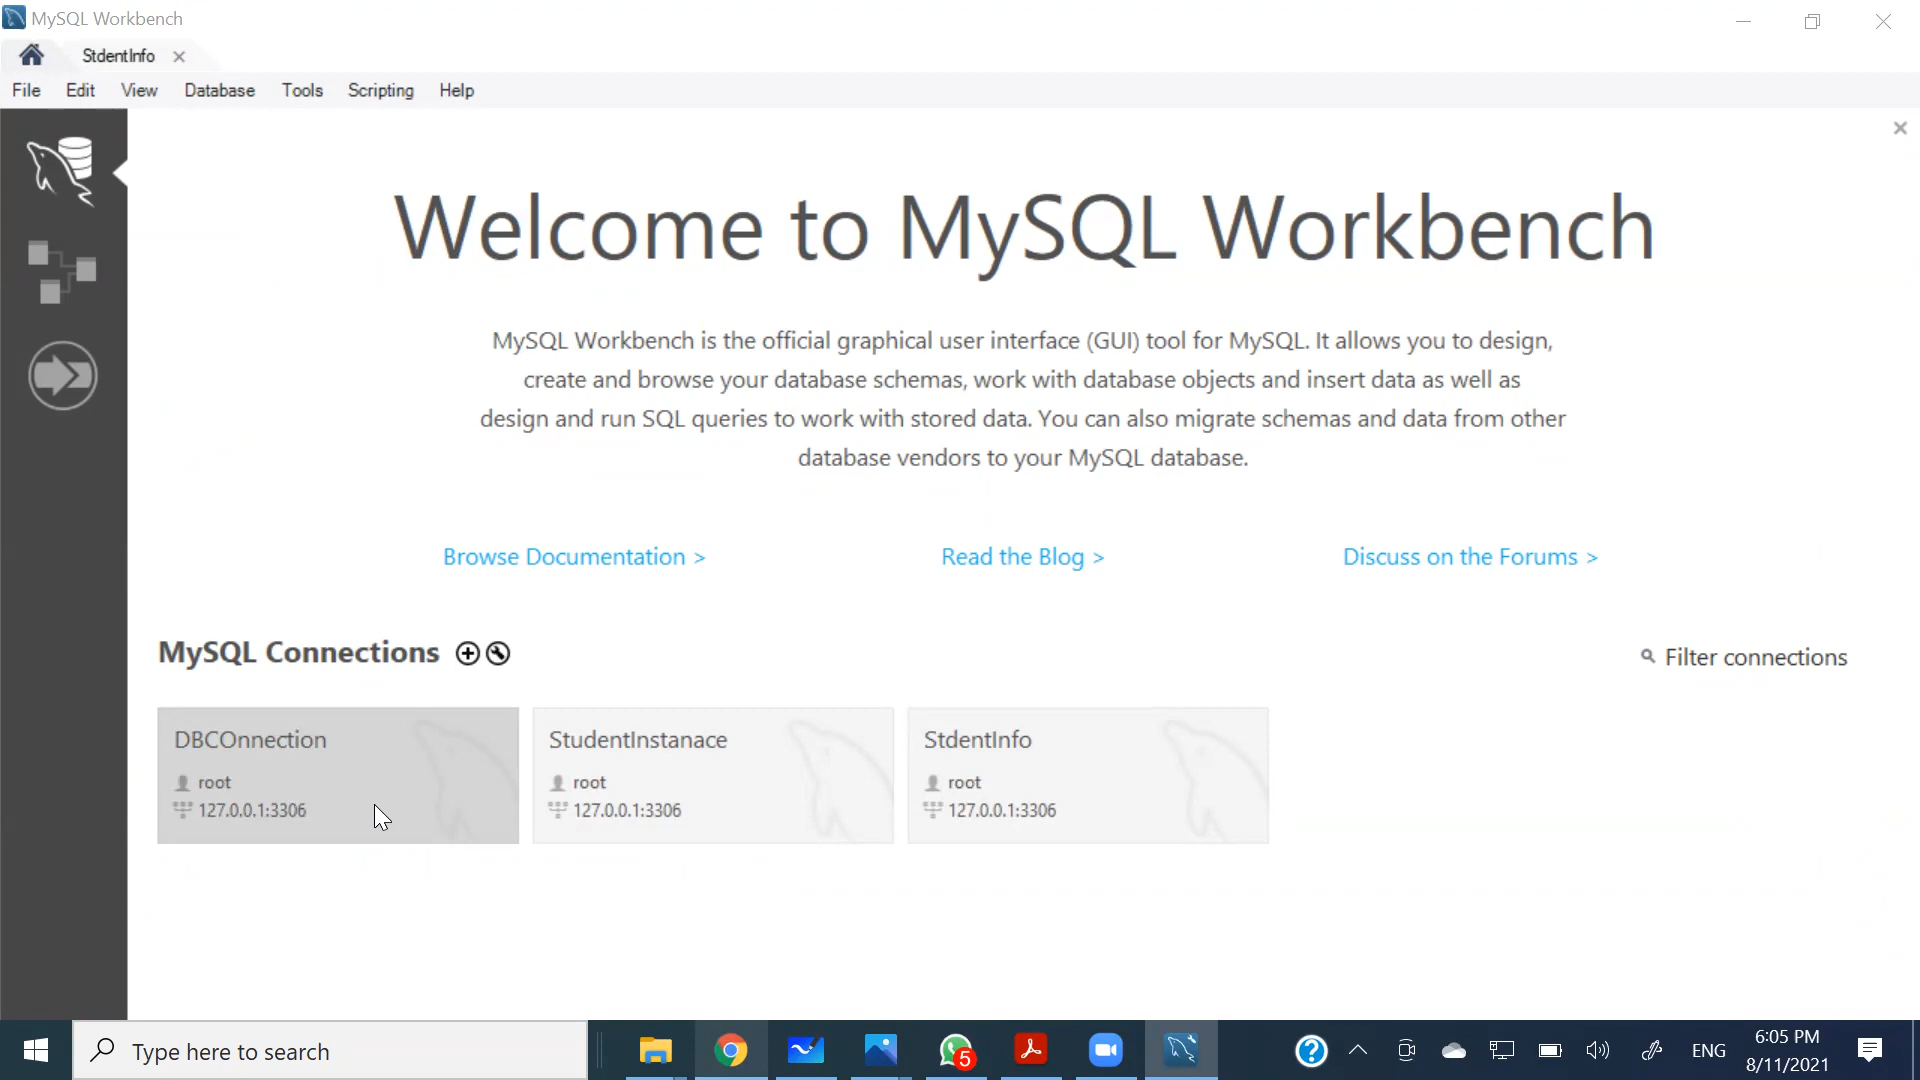 MySQL Workbench
StdentInfo
File Edit View Database Tools Scripting Help
Welcome to MySQL Workbench
MySQL Workbench is the official graphical user interface (GUI) tool for MySQL. It allows you to design,
create and browse your database schemas, work with database objects and insert data as well as
design and run SQL queries to work with stored data. You can also migrate schemas and data from other
database vendors to your MySQL database.
Browse Documentation > Read the Blog > Discuss on the Forums >
MySQL Connections
Filter connections
DBCOnnection
root
127.0.0.1:3306
StudentInstanace
root
127.0.0.1:3306
StdentInfo
root
127.0.0.1:3306
Type here to search
5
ENG
6:05 PM
8/11/2021